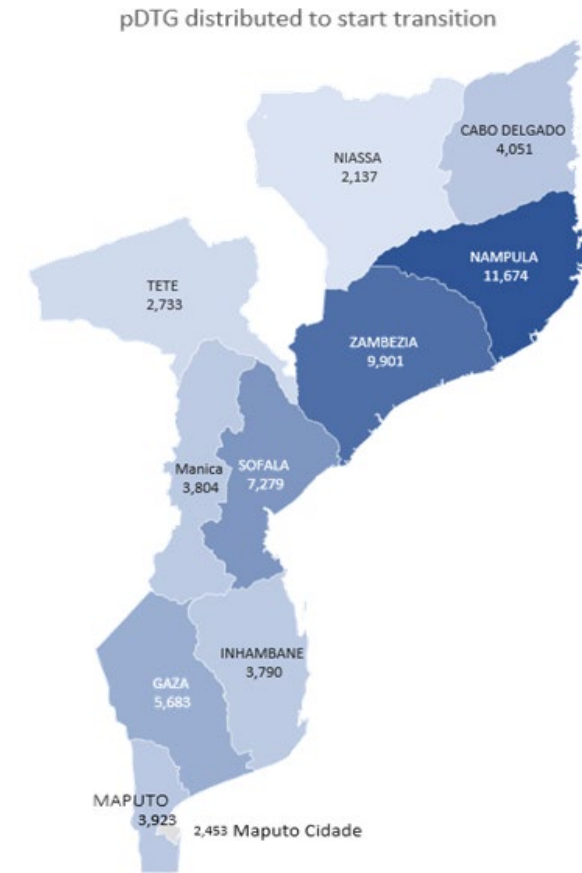 pDTG distributed to start transition
CABO DELGADO
4,051
NIASSA
2,137
NAMPULA
11,674
TETE
2,733
ZAMBEZIA
9,901
Manica
3,804
SOFALA
7,279
INHAMBANE
3,790
GAZA
5,683
MAPUTO
3,923
2,453 Maputo Cidade